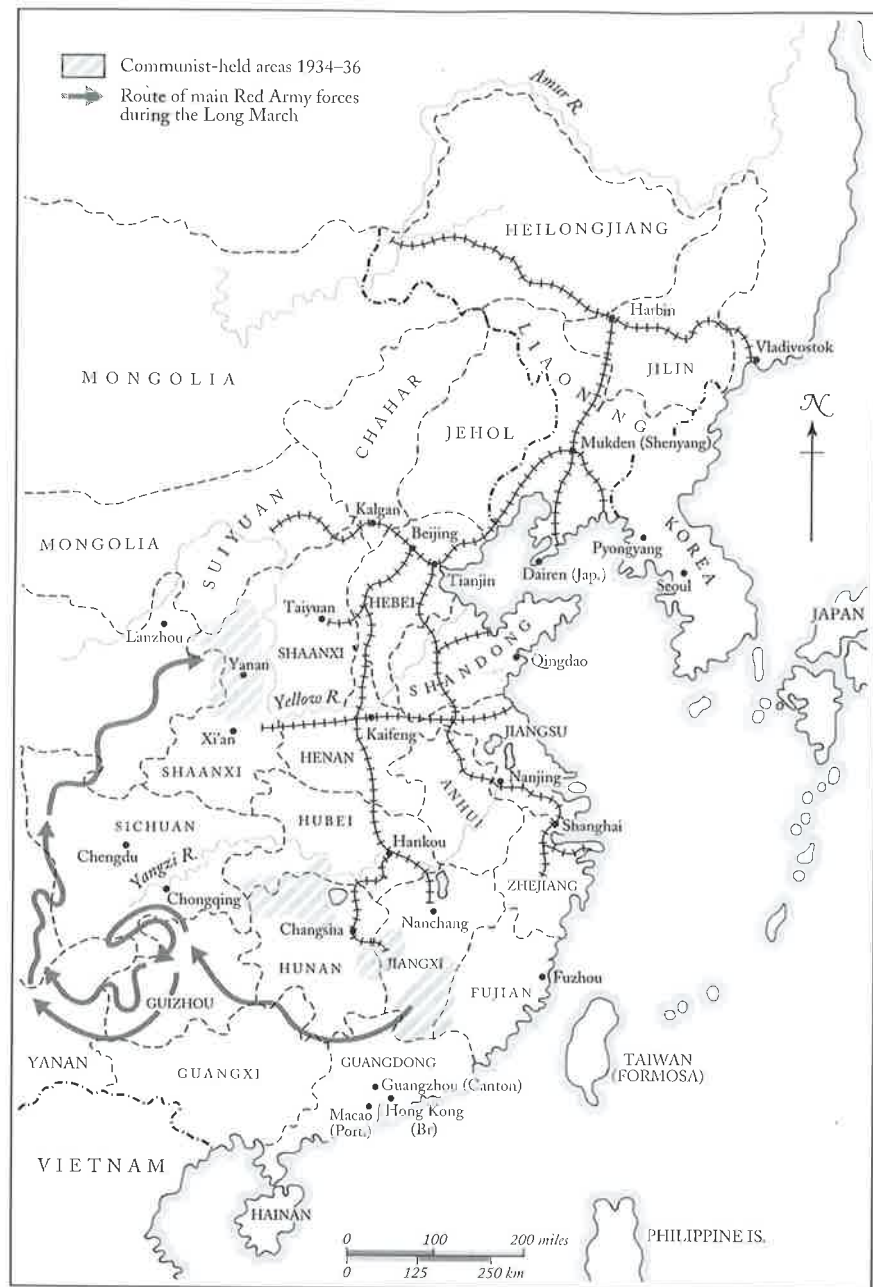 Communist-held areas 1934–36
Route of main Red Army forces
during the Long March
Amur R.
HEILONGJIANG
Harbin
Vladivostok
MONGOLIA
CHAHAR
JEHOL
LIAONING
JILIN
N
Mukden (Shenyang)
SUIYUAN
Kalgan
Beijing
MONGOLIA
Tianjin
Dairen (Jap.)
Pyongyang
KOREA
Seoul
Taiyuan
HEBEI
JAPAN
Lanzhou
SHAANXI
SHANDONG
Qingdao
Yanan
Yellow R.
Xi'an
Kaifeng
JIANGSU
SHAANXI
HENAN
Nanjing
ANHUI
SICHUAN
HUBEI
Shanghai
Chengdu
Yangzi R.
Hankou
ZHEJIANG
Chongqing
Nanchang
Changsha
HUNAN
JIANGXI
FUJIAN
Fuzhou
GUIZHOU
YANAN
GUANGXI
GUANGDONG
TAIWAN
(FORMOSA)
Guangzhou (Canton)
Macao
(Port.)
Hong Kong
(Br)
VIETNAM
HAINAN
PHILIPPINE IS.
0 100 200 miles
0 125 250 km